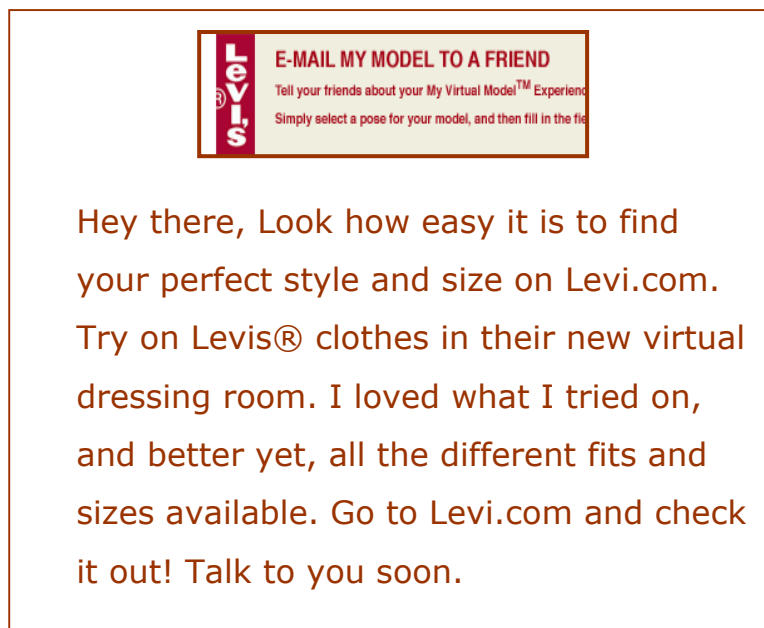 LEVI'S
®
E-MAIL MY MODEL TO A FRIEND
Tell your friends about your My Virtual Model™
Simply select a pose for your model, and then fill in the
Hey there, Look how easy it is to find
your perfect style and size on Levi.com.
Try on Levis® clothes in their new virtual
dressing room. I loved what I tried on,
and better yet, all the different fits and
sizes available. Go to Levi.com and check
it out! Talk to you soon.